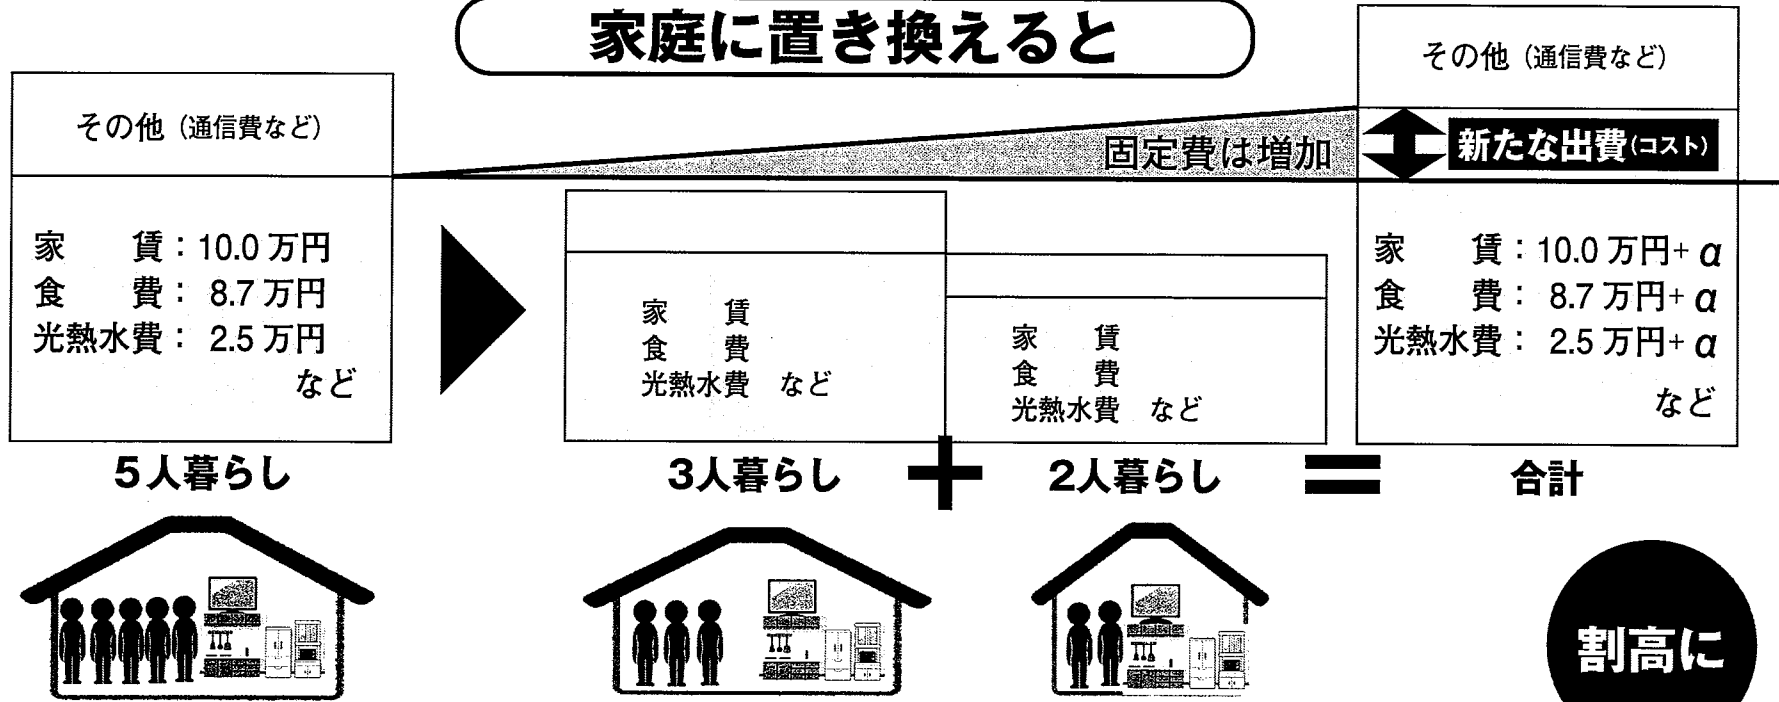 家庭に置き換えると
その他（通信費など）
家　　賃：10.0 万円
食　　費： 8.7 万円
光熱水費： 2.5 万円
など
5人暮らし
固定費は増加
家　　賃
食　　費
光熱水費　など
3人暮らし
＋
家　　賃
食　　費
光熱水費　など
2人暮らし
＝
その他（通信費など）
新たな出費（コスト）
家　　賃：10.0 万円+ α
食　　費： 8.7 万円+ α
光熱水費： 2.5 万円+ α
など
合計
割高に